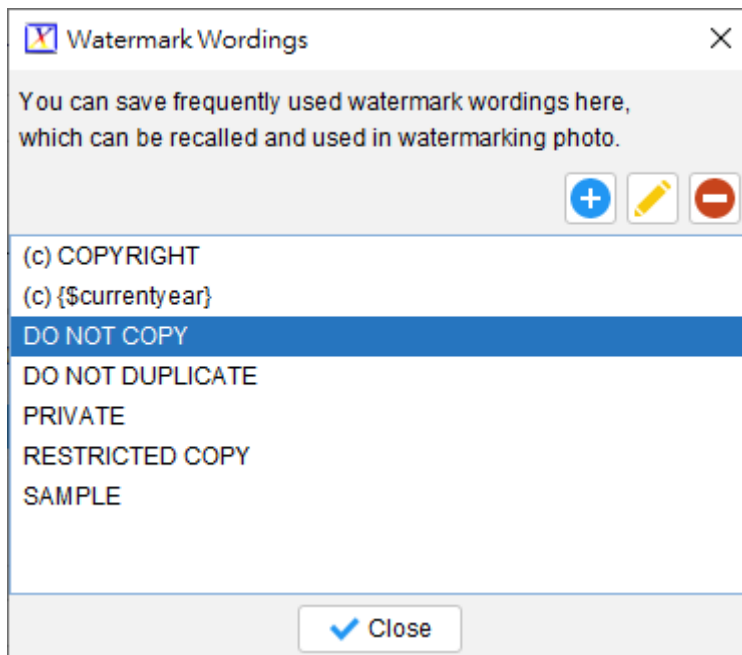 Watermark Wordings
You can save frequently used watermark wordings here,
which can be recalled and used in watermarking photo.
(c) COPYRIGHT
(c) {$currentyear}
DO NOT COPY
DO NOT DUPLICATE
PRIVATE
RESTRICTED COPY
SAMPLE
Close